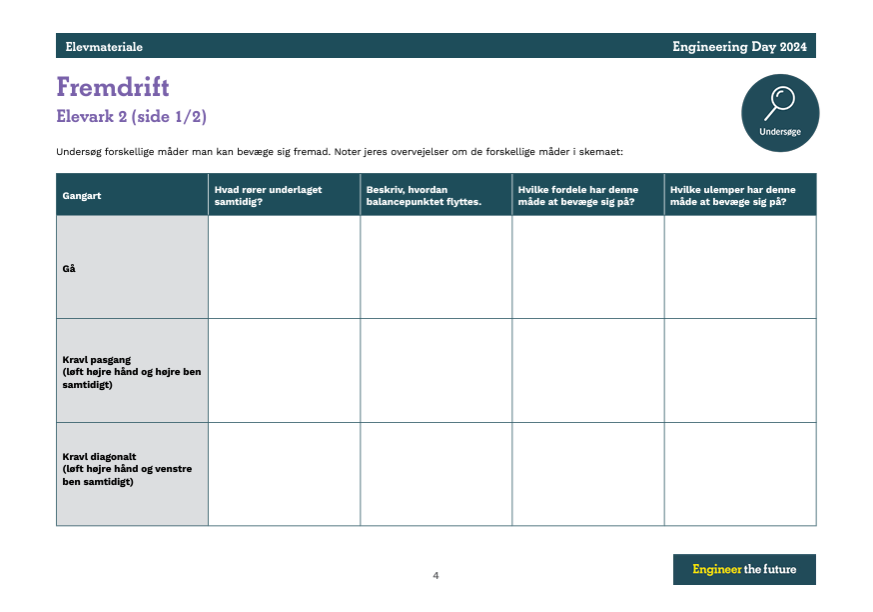 Elevmateriale
Engineering Day 2024
Fremdrift
Elevark 2 (side 1/2)
Undersøge
Undersøg forskellige måder man kan bevæge sig fremad. Noter jeres overvejelser om de forskellige måder i skemaet:
Gangart
Hvad rører underlaget
samtidig?
Beskriv, hvordan
balancepunktet flyttes.
Hvilke fordele har denne
måde at bevæge sig på?
Hvilke ulemper har denne
måde at bevæge sig på?
Gå
Kravl pasgang
(løft højre hånd og højre ben
samtidigt)
Kravl diagonalt
(løft højre hånd og venstre
ben samtidigt)
4
Engineer the future